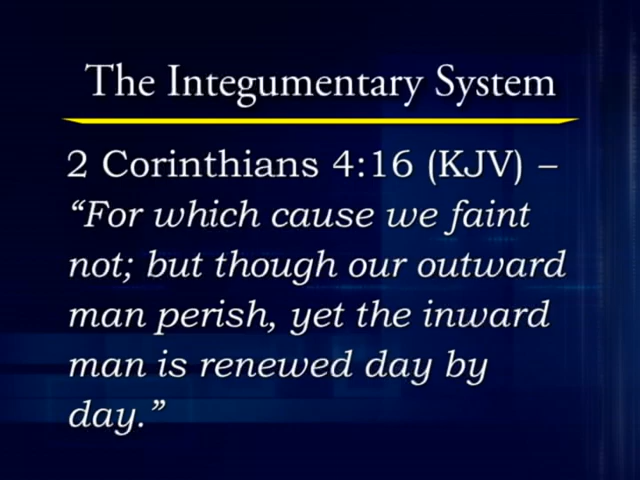 The Integumentary System
2 Corinthians 4:16 (KJV) –
“For which cause we faint
not; but though our outward
man perish, yet the inward
man is renewed day by
day.”